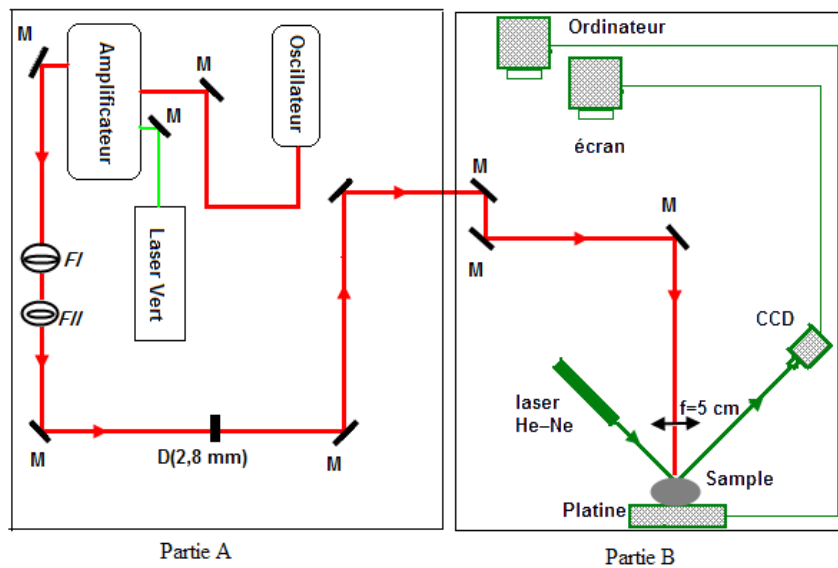 M
Amplificateur
M
Oscillateur
M
Laser Vert
FI
FII
M
D(2,8 mm)
M
Partie A
Ordinateur
écran
M
M
M
CCD
laser
He–Ne
f=5 cm
Sample
Platine
Partie B